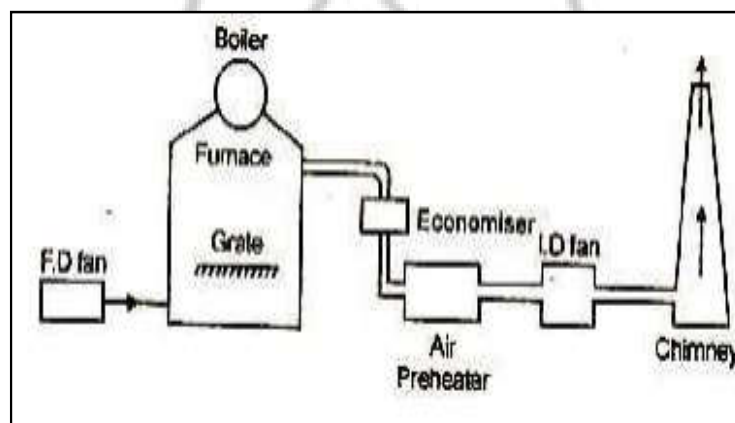 Boiler
Furnace
Grate
F.D fan
Economiser
I.D fan
Air
Preheater
Chimney